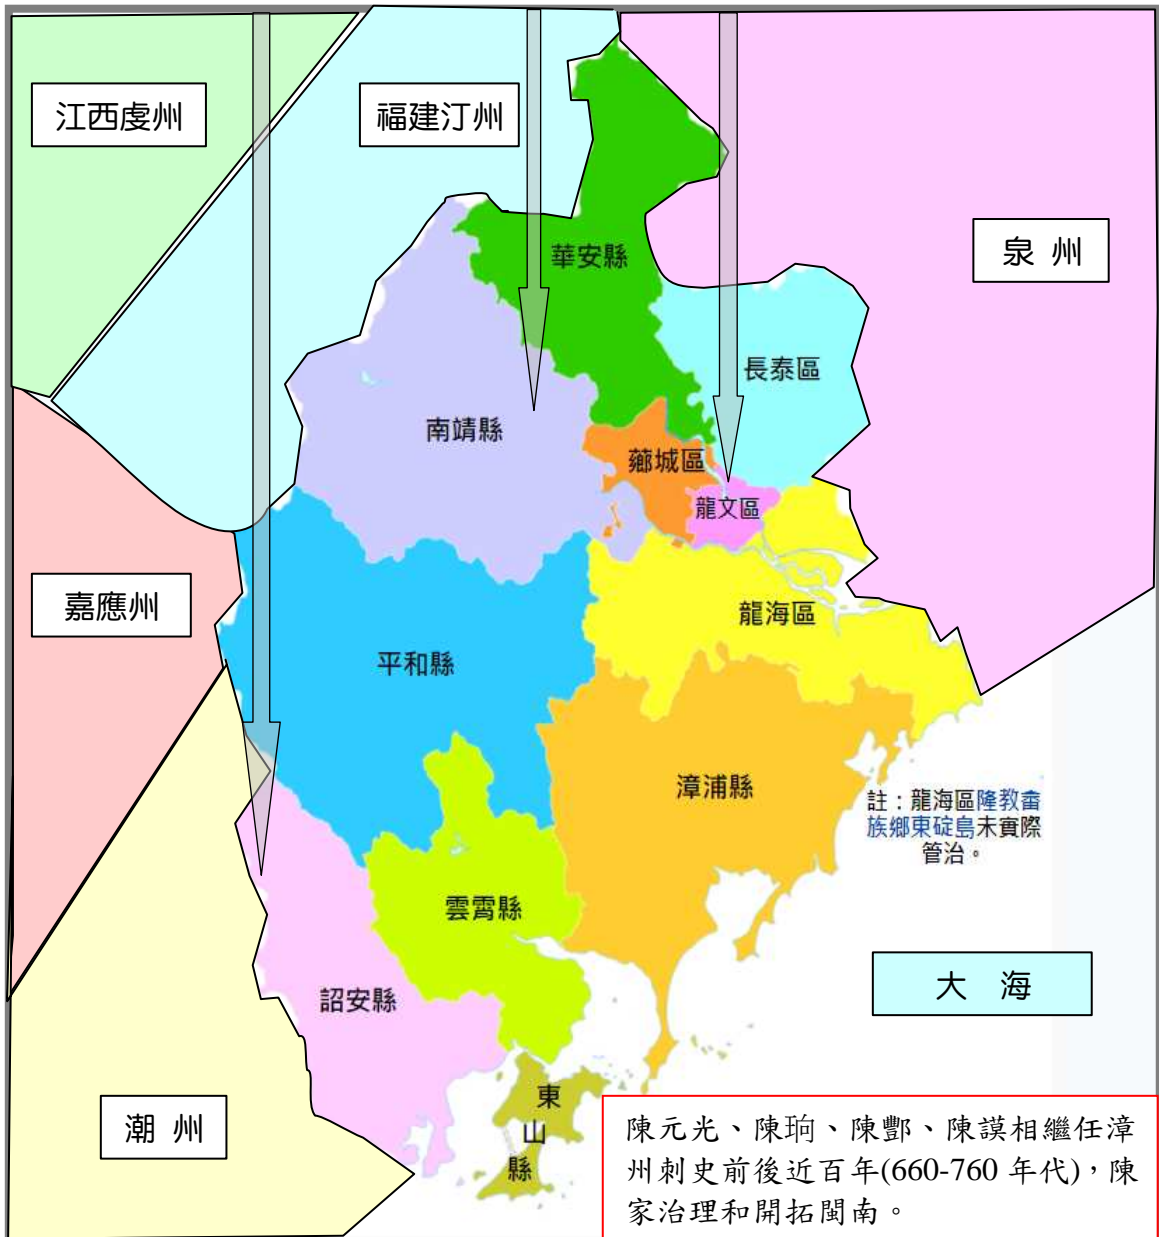 江西虔州
福建汀州
泉 州
華安縣
長泰區
南靖縣
薌城區
龍文區
嘉應州
龍海區
平和縣
漳浦縣
註：龍海區隆教畬
族鄉東碇島未實際
管治。
雲霄縣
大 海
詔安縣
東
山
縣
潮 州
陳元光、陳珦、陳酆、陳謨相繼任漳
州刺史前後近百年(660-760 年代)，陳
家治理和開拓閩南。